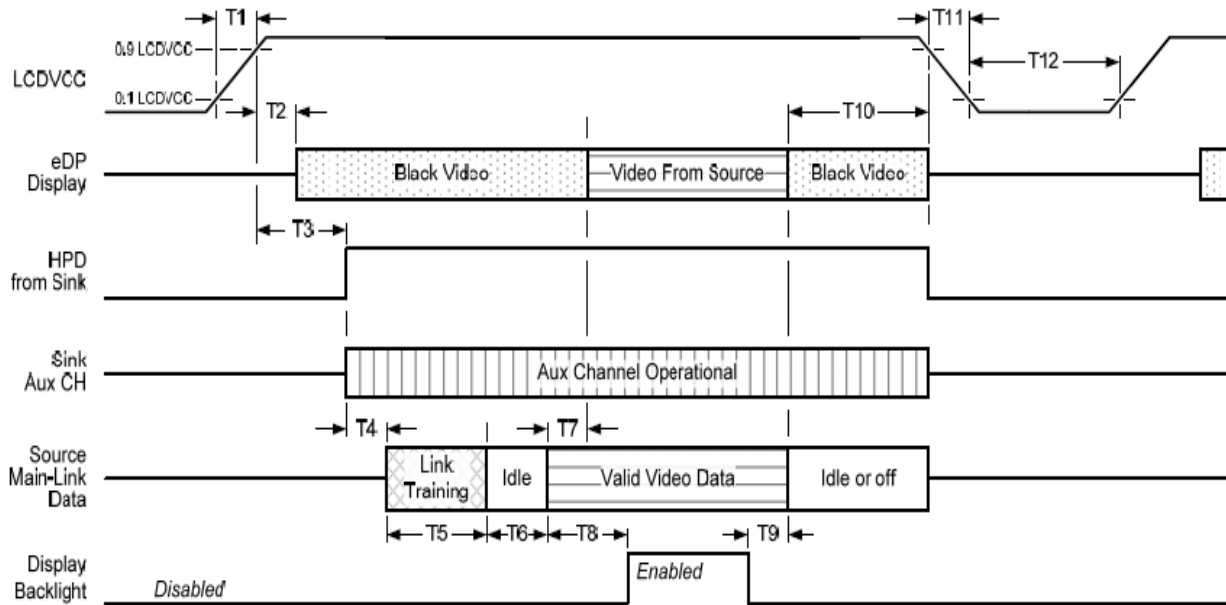 T1
T11
0.9 LCDVCC
LCDVCC
T12
0.1 LCDVCC
T2
T10
eDP
Display
Black Video
Video From Source
Black Video
T3
HPD
from Sink
Sink
Aux CH
Aux Channel Operational
T4
T7
Source
Main-Link
Data
Link
Training
Idle
Valid Video Data
Idle or off
T5
T6
T8
T9
Display
Backlight
Disabled
Enabled